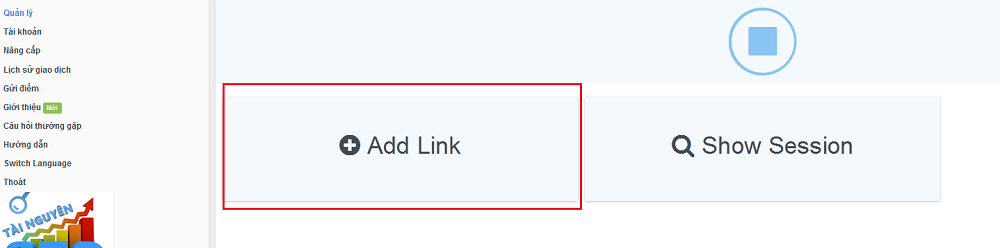 Quản lý
Tài khoản
Nâng cấp
Lịch sử giao dịch
Gửi điểm
Giới thiệu Mới
Câu hỏi thường gặp
Hướng dẫn
Switch Language
Thoát
TÀI NGUYÊN
Add Link
Show Session